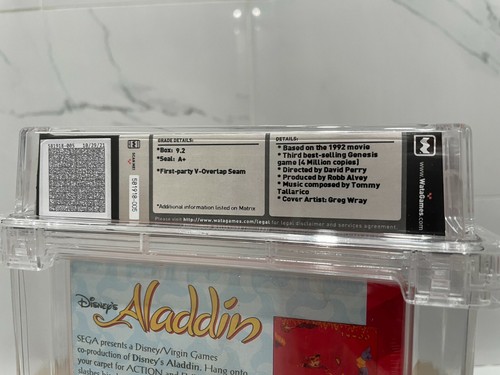 581918-005 10/29/21
SCAN ME!
581918-005
GRADE DETAILS:
*Box: 9.2
*Seal: A+
*First-party V-Overlap Seam
*Additional information listed on Matrix
DETAILS:
* Based on the 1992 movie
* Third best-selling Genesis
game (4 Million copies)
* Directed by David Perry
* Produced by Robb Alvey
* Music composed by Tommy
Tallarico
* Cover Artist: Greg Wray
Please visit http://www.watagames.com/legal for legal disclaimer and services agreement.
www.WataGames.com
Disney's
Aladdin
SEGA presents a Disney/Virgin Games
co-production of Disney's Aladdin. Hang onto
your carpet for ACTION and